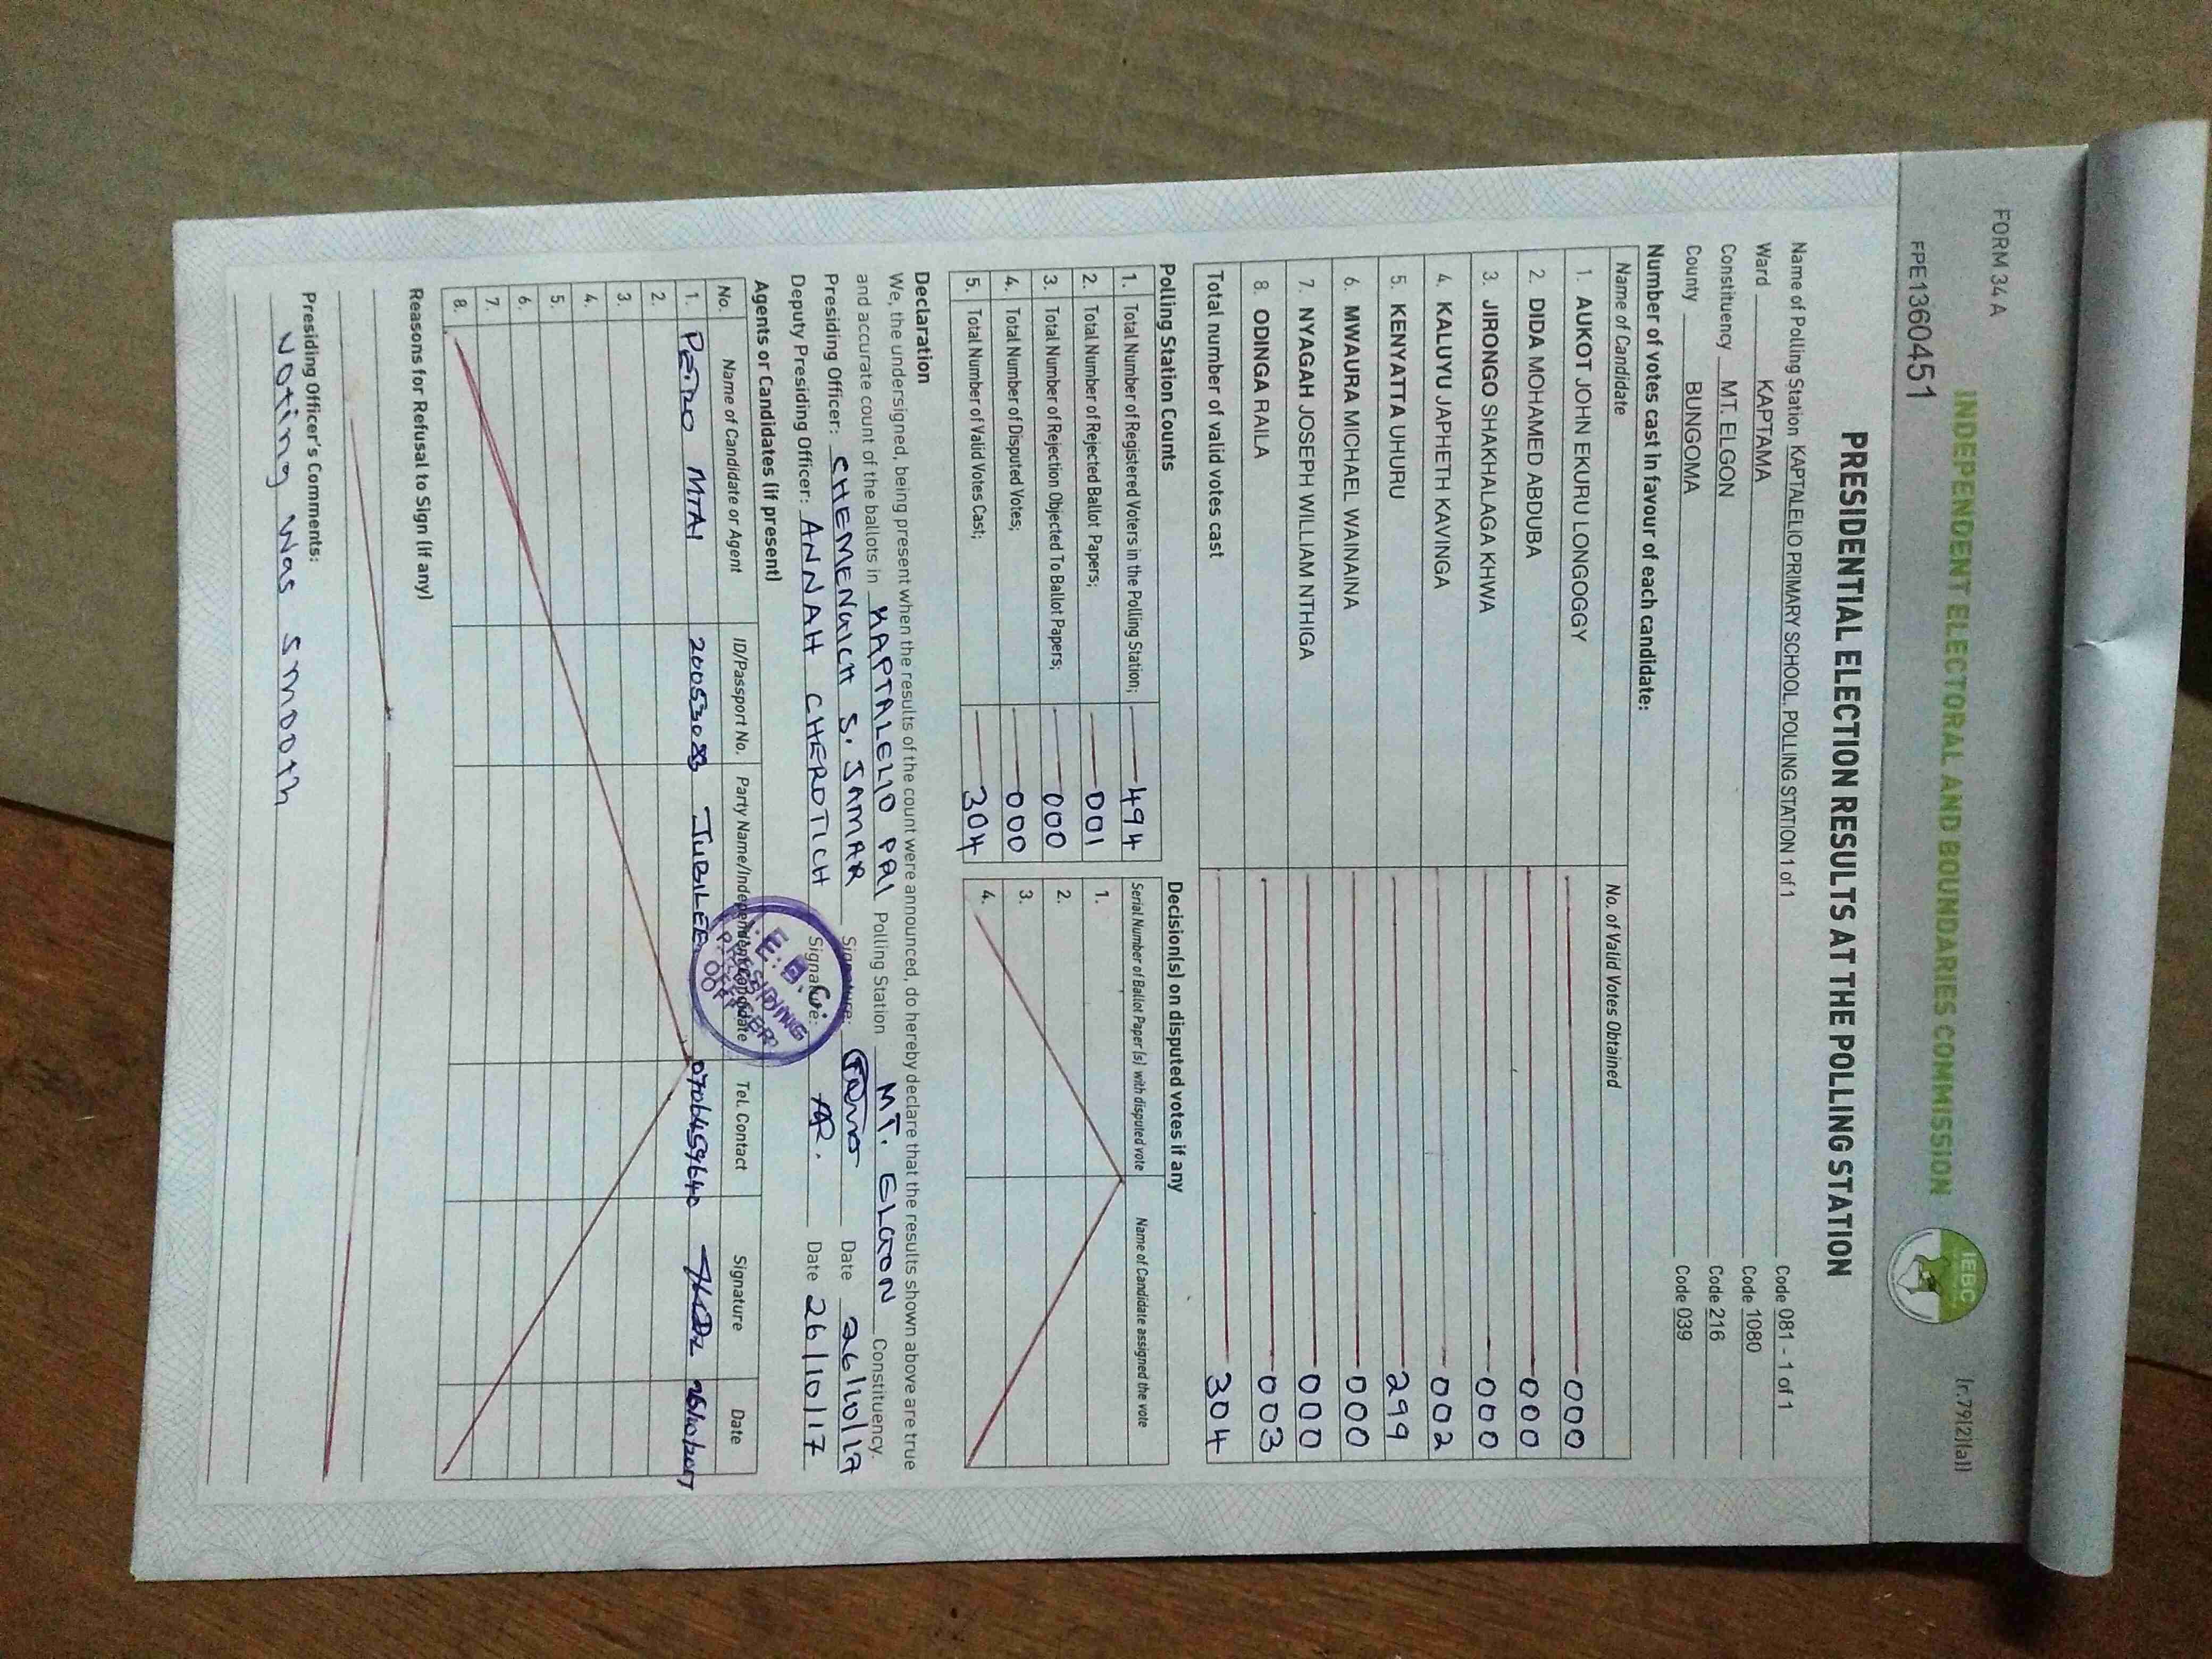 FORM 34 A
[r.79(2)(a)]
INDEPENDENT ELECTORAL AND BOUNDARIES COMMISSION
IEBC
FPE1360451
PRESIDENTIAL ELECTION RESULTS AT THE POLLING STATION
Name of Polling Station KAPTALELIO PRIMARY SCHOOL. POLLING STATION 1 of 1 Code 081 - 1 of 1
Ward KAPTAMA Code 1080
Constituency MT. ELGON Code 216
County BUNGOMA Code 039
Number of votes cast in favour of each candidate:
Name of Candidate No. of Valid Votes Obtained
1. AUKOT JOHN EKURU LONGOGGY 000
2. DIDA MOHAMED ABDUBA 000
3. JIRONGO SHAKHALAGA KHWA 000
4. KALUYU JAPHETH KAVINGA 002
5. KENYATTA UHURU 299
6. MWAURA MICHAEL WAINAINA 000
7. NYAGAH JOSEPH WILLIAM NTHIGA 000
8. ODINGA RAILA 003
Total number of valid votes cast 304
Polling Station Counts
1. Total Number of Registered Voters in the Polling Station; 494
2. Total Number of Rejected Ballot Papers; 001
3. Total Number of Rejection Objected To Ballot Papers; 000
4. Total Number of Disputed Votes; 000
5. Total Number of Valid Votes Cast; 304
Decision(s) on disputed votes if any
Serial Number of Ballot Paper (s) with disputed vote Name of Candidate assigned the vote
1.
2.
3.
4.
Declaration
We, the undersigned, being present when the results of the count were announced, do hereby declare that the results shown above are true
and accurate count of the ballots in KAPTALELIO PRI Polling Station MT. ELGON Constituency.
Presiding Officer: CHEMENGICH S. JAMAR Signature: Date 26/10/17
Deputy Presiding Officer: ANNAH CHEROTICH Signature: Date 26/10/17
I.E.B.C.
PRESIDING
OFFICER
Agents or Candidates (if present)
No. Name of Candidate or Agent ID/Passport No. Party Name/Independent Candidate Tel. Contact Signature Date
1. PETRO MTAI 20053083 JUBILEE 0706459640 26/10/2017
2.
3.
4.
5.
6.
7.
8.
Reasons for Refusal to Sign (if any)
Presiding Officer's Comments:
Voting was smooth